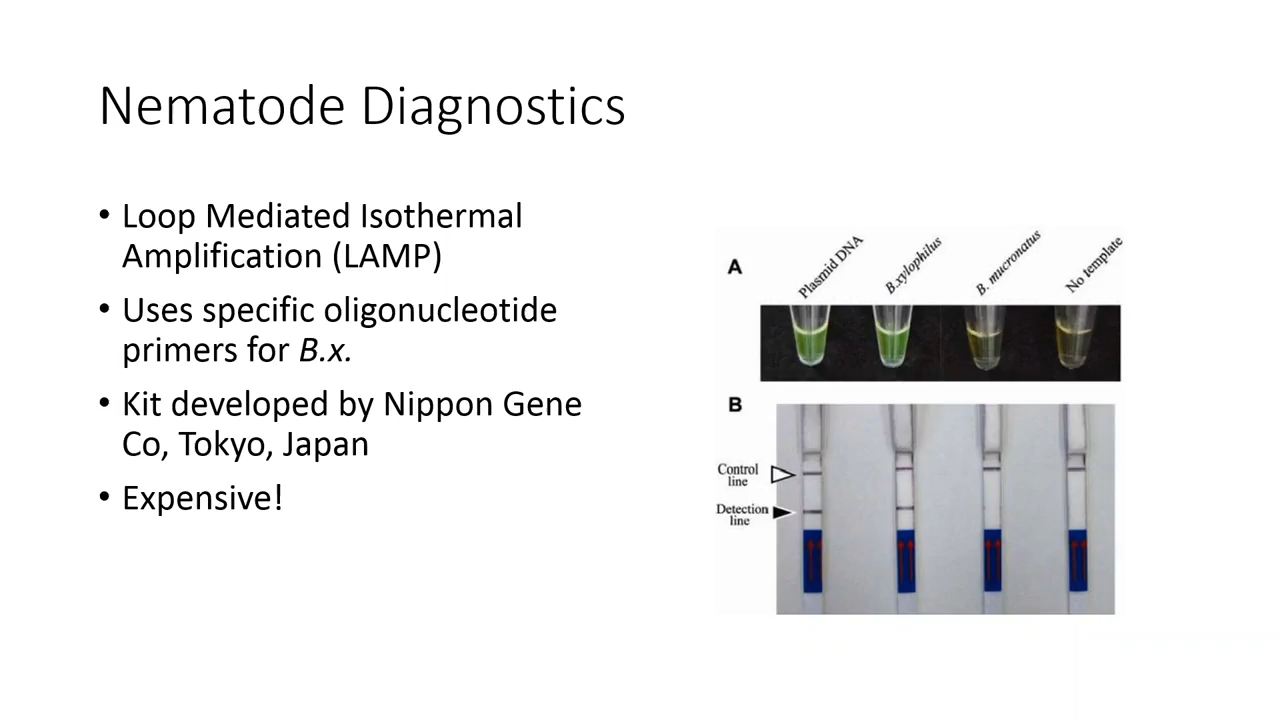 Nematode Diagnostics
• Loop Mediated Isothermal
Amplification (LAMP)
• Uses specific oligonucleotide
primers for B.x.
• Kit developed by Nippon Gene
Co, Tokyo, Japan
• Expensive!
A
Plasmid DNA
B.xylophilus
B. mucronatus
No template
B
Control
line
Detection
line